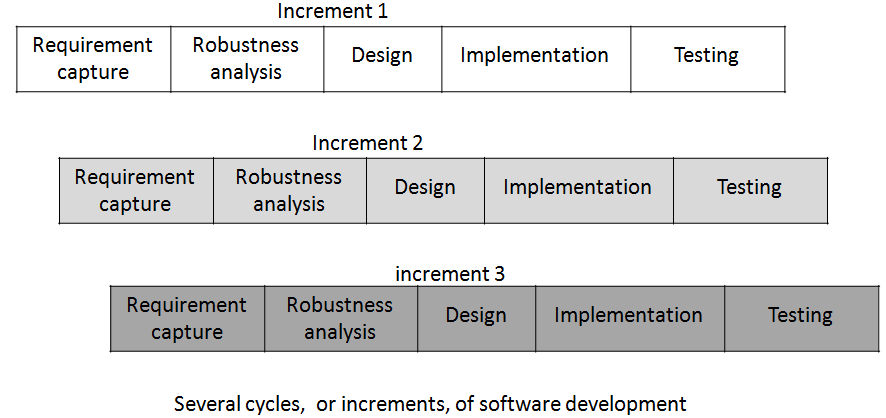 Increment 1
Requirement Robustness Design Implementation Testing
capture analysis
Increment 2
Requirement Robustness Design Implementation Testing
capture analysis
increment 3
Requirement Robustness Design Implementation Testing
capture analysis
Several cycles, or increments, of software development